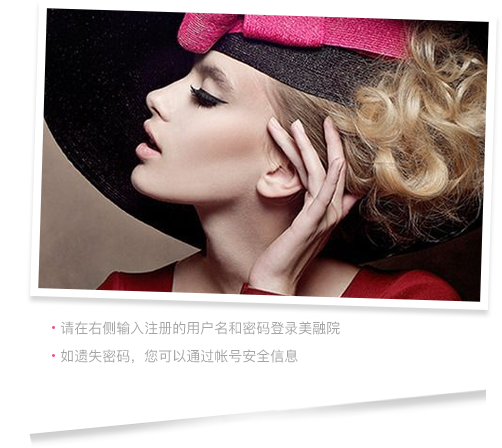 请在右侧输入注册的用户名和密码登录美融院
如遗失密码，您可以通过帐号安全信息